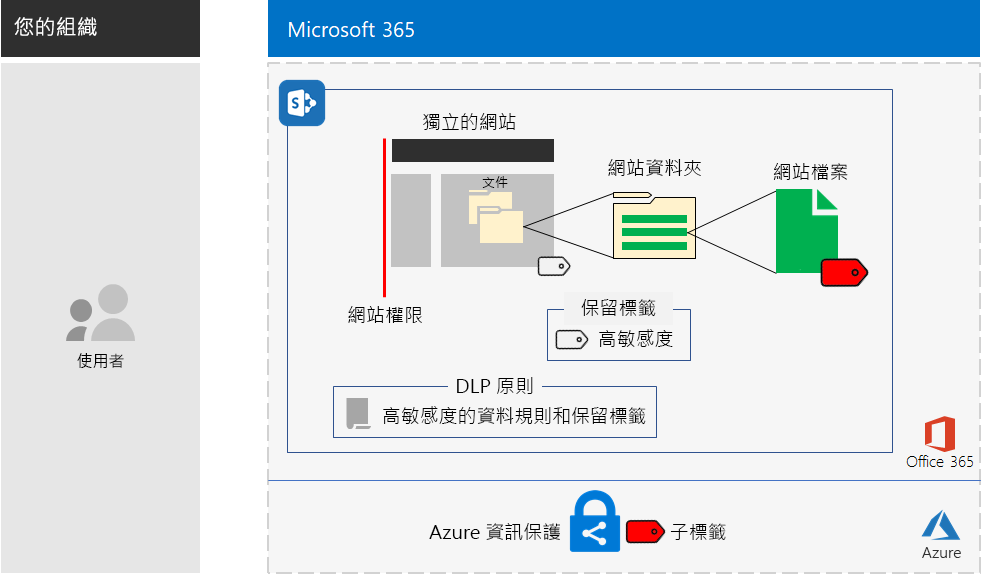 您的組織
Microsoft 365
S
獨立的網站
網站資料夾
網站檔案
文件
網站權限
保留標籤
高敏感度
使用者
DLP 原則
高敏感度的資料規則和保留標籤
Office 365
Azure 資訊保護
子標籤
Azure